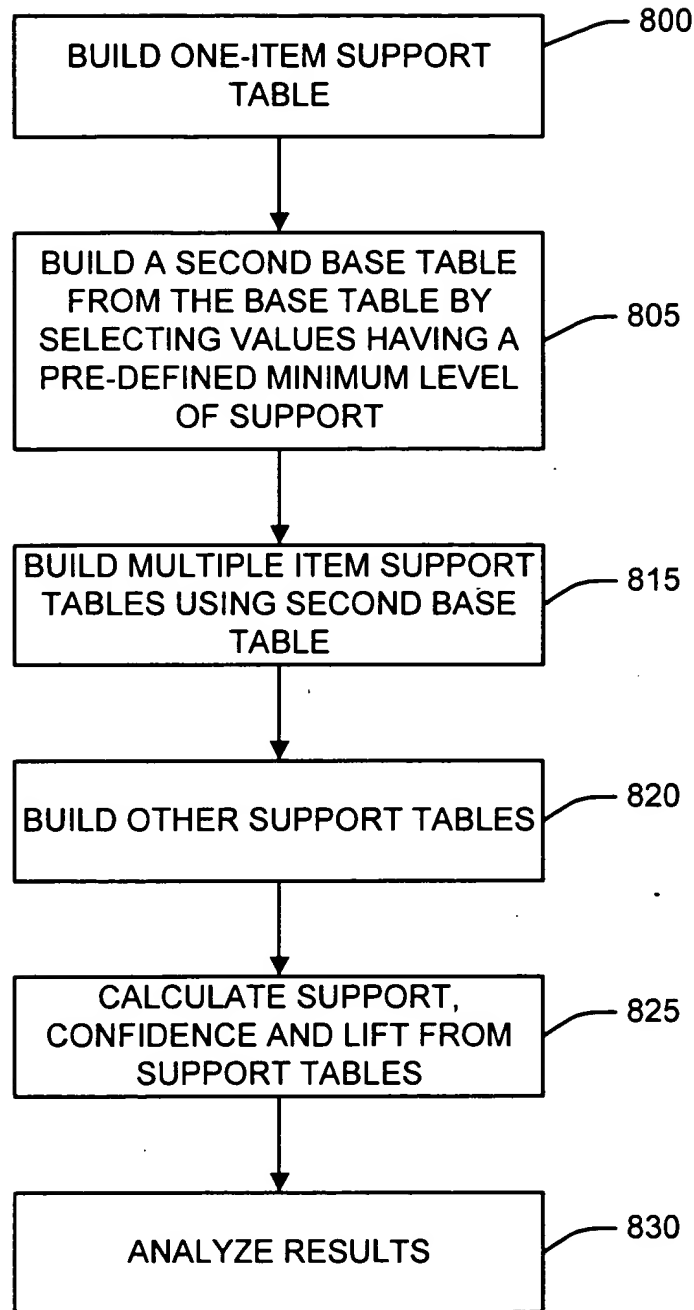 800
BUILD ONE-ITEM SUPPORT
TABLE
BUILD A SECOND BASE TABLE
FROM THE BASE TABLE BY
SELECTING VALUES HAVING A
PRE-DEFINED MINIMUM LEVEL
OF SUPPORT
805
BUILD MULTIPLE ITEM SUPPORT
TABLES USING SECOND BASE
TABLE
815
BUILD OTHER SUPPORT TABLES
820
CALCULATE SUPPORT,
CONFIDENCE AND LIFT FROM
SUPPORT TABLES
825
ANALYZE RESULTS
830